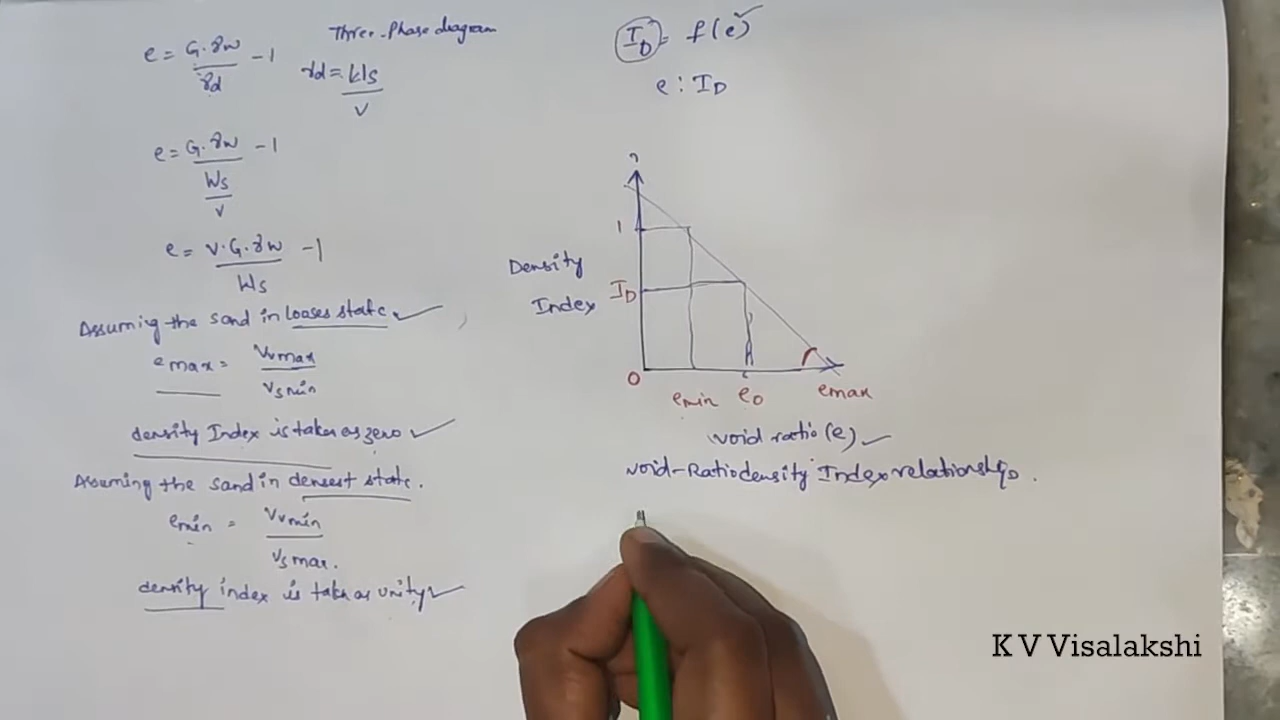 Three-Phase diagram
e = G.γw / γd - 1
γd = Ws / V
e = G.γw / Ws / V - 1
e = V.G.γw / Ws - 1
Assuming the sand in looses state.
emax = Vvmax / Vsmin
density Index is taken as zero
Assuming the sand in densest state.
emin = Vvmin / Vsmax.
density index is taken as unity
ID = f(e)
e : ID
1
Density
Index
ID
0
emin eo emax
void ratio (e)
void-Ratio density Index relationship.
K V Visalakshi